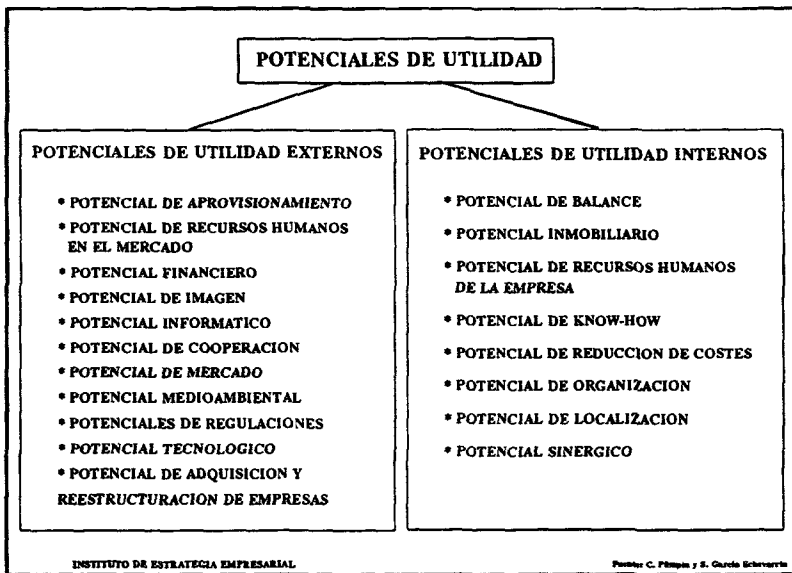 POTENCIALES DE UTILIDAD
POTENCIALES DE UTILIDAD EXTERNOS
* POTENCIAL DE APROVISIONAMIENTO
* POTENCIAL DE RECURSOS HUMANOS
EN EL MERCADO
* POTENCIAL FINANCIERO
* POTENCIAL DE IMAGEN
* POTENCIAL INFORMATICO
* POTENCIAL DE COOPERACION
* POTENCIAL DE MERCADO
* POTENCIAL MEDIOAMBIENTAL
* POTENCIALES DE REGULACIONES
* POTENCIAL TECNOLOGICO
* POTENCIAL DE ADQUISICION Y
REESTRUCTURACION DE EMPRESAS
POTENCIALES DE UTILIDAD INTERNOS
* POTENCIAL DE BALANCE
* POTENCIAL INMOBILIARIO
* POTENCIAL DE RECURSOS HUMANOS
DE LA EMPRESA
* POTENCIAL DE KNOW-HOW
* POTENCIAL DE REDUCCION DE COSTES
* POTENCIAL DE ORGANIZACION
* POTENCIAL DE LOCALIZACION
* POTENCIAL SINERGICO
INSTITUTO DE ESTRATEGIA EMPRESARIAL
C. Pümpin y S. García Echevarría